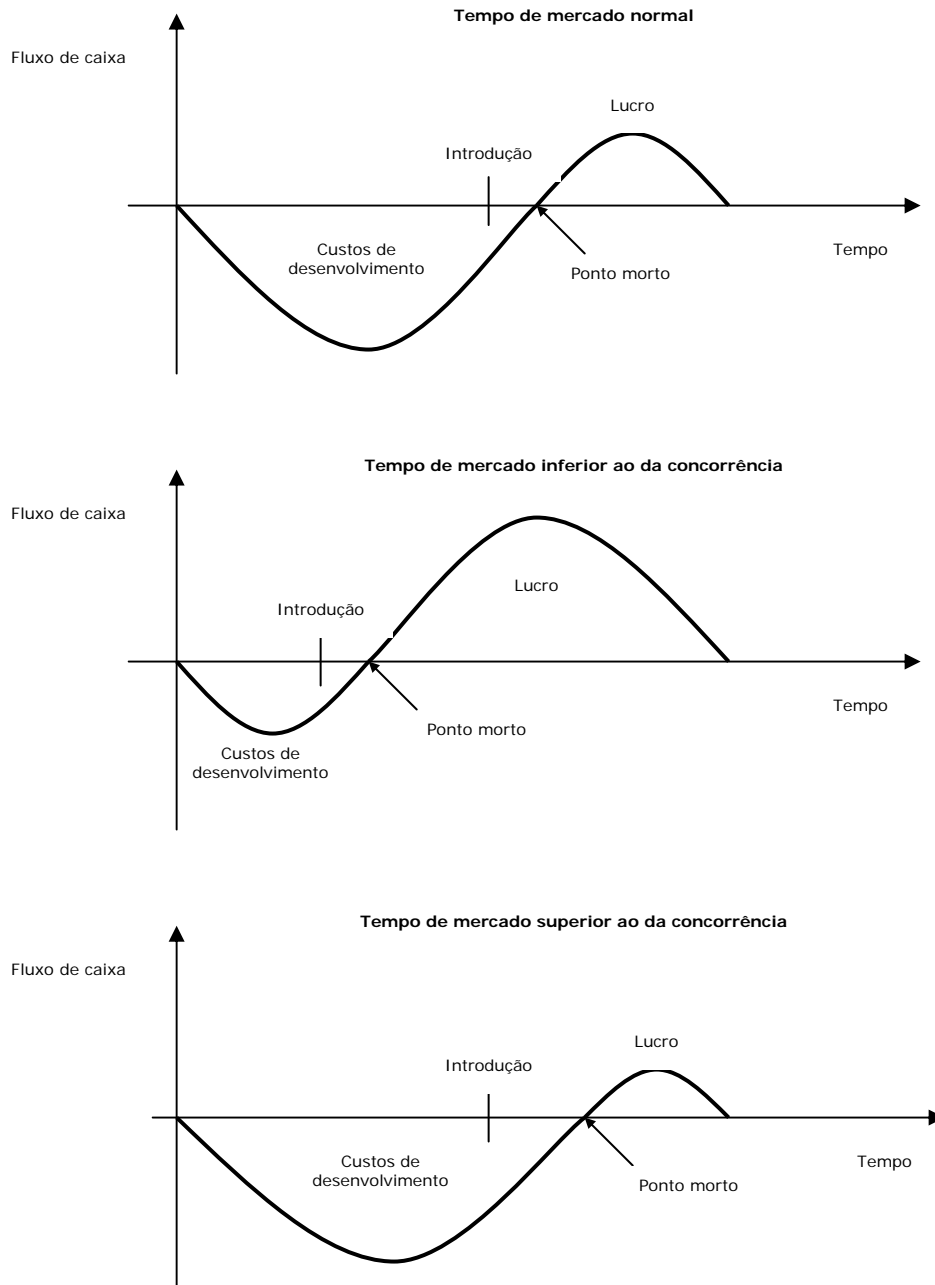 Tempo de mercado normal
Fluxo de caixa
Lucro
Introdução
Custos de
desenvolvimento
Tempo
Ponto morto
Tempo de mercado inferior ao da concorrência
Fluxo de caixa
Lucro
Introdução
Tempo
Ponto morto
Custos de
desenvolvimento
Tempo de mercado superior ao da concorrência
Fluxo de caixa
Lucro
Introdução
Custos de
desenvolvimento
Tempo
Ponto morto